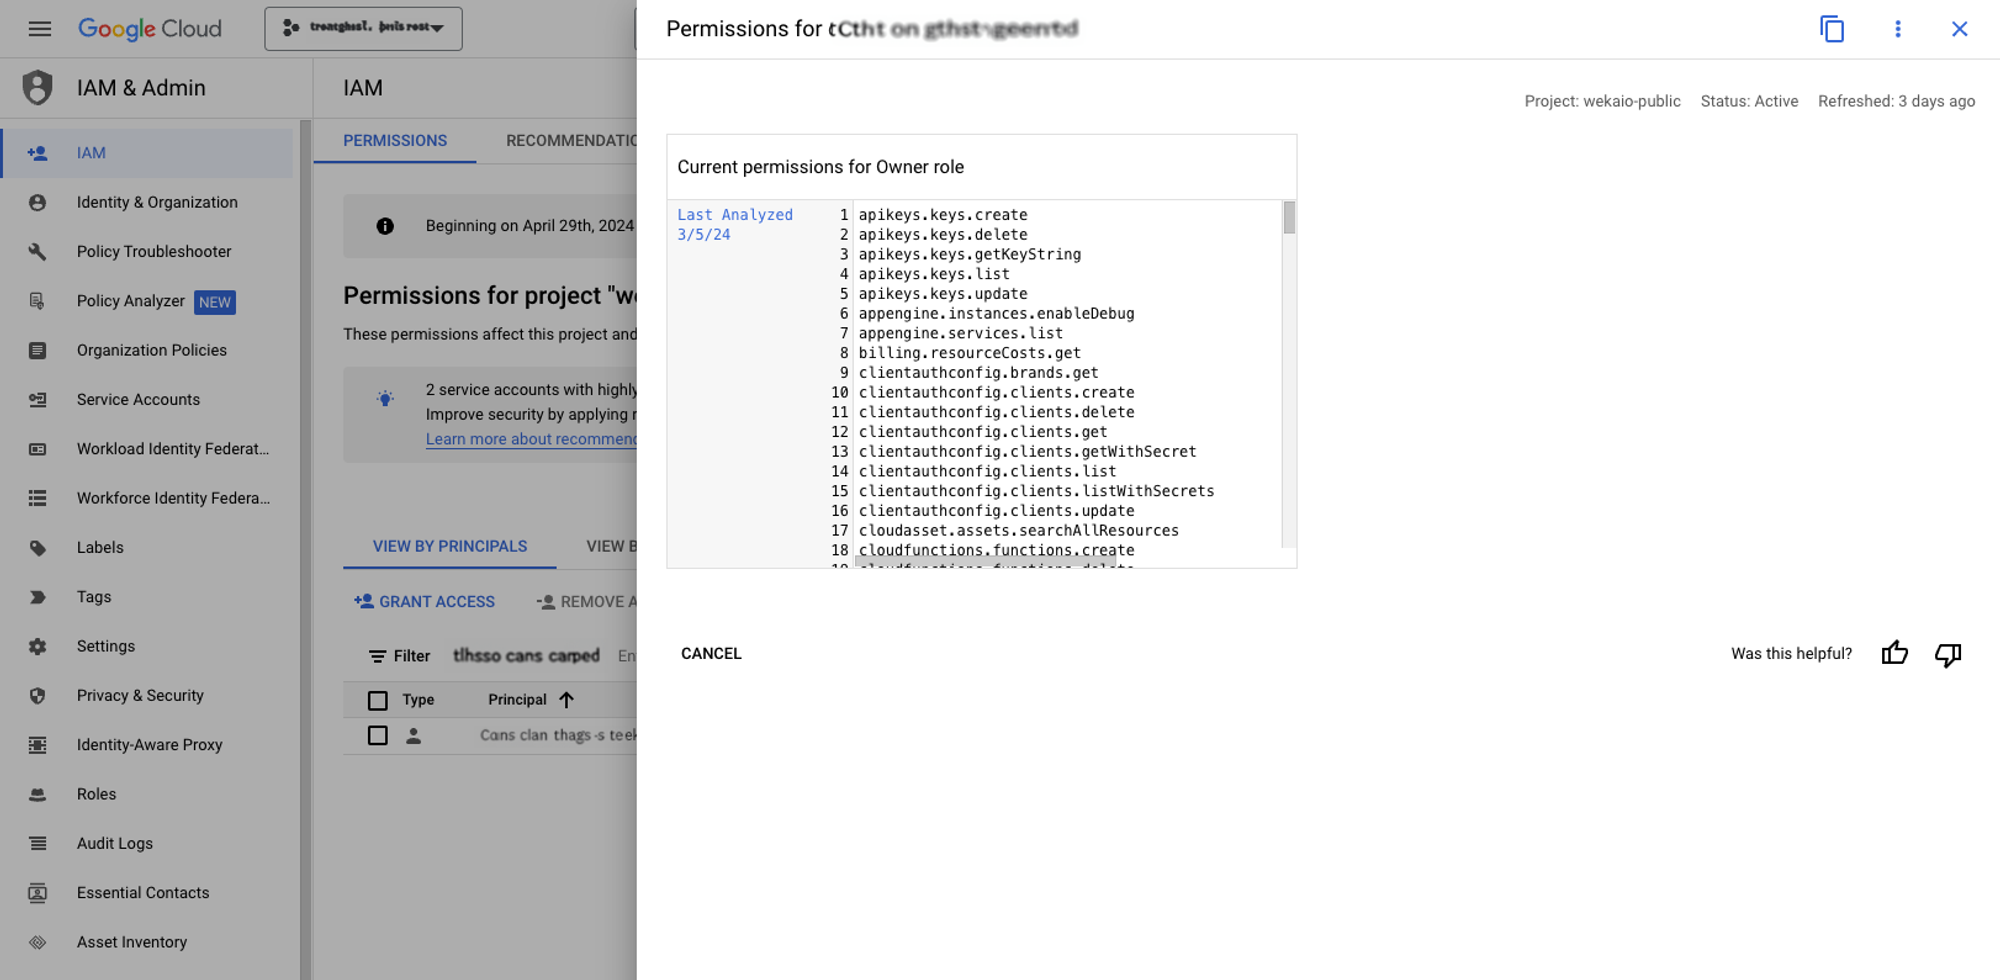 Google Cloud
IAM & Admin
IAM
Identity & Organization
Policy Troubleshooter
Policy Analyzer NEW
Organization Policies
Service Accounts
Workload Identity Federat...
Workforce Identity Federa...
Labels
Tags
Settings
Privacy & Security
Identity-Aware Proxy
Roles
Audit Logs
Essential Contacts
Asset Inventory
IAM
PERMISSIONS RECOMMENDATIO
Beginning on April 29th, 2024
Permissions for project "we
These permissions affect this project and
2 service accounts with highly
Improve security by applying r
Learn more about recommend
VIEW BY PRINCIPALS VIEW B
GRANT ACCESS REMOVE A
Filter En
Type Principal
Permissions for
Project: wekaio-public Status: Active Refreshed: 3 days ago
Current permissions for Owner role
Last Analyzed
3/5/24
1 apikeys.keys.create
2 apikeys.keys.delete
3 apikeys.keys.getKeyString
4 apikeys.keys.list
5 apikeys.keys.update
6 appengine.instances.enableDebug
7 appengine.services.list
8 billing.resourceCosts.get
9 clientauthconfig.brands.get
10 clientauthconfig.clients.create
11 clientauthconfig.clients.delete
12 clientauthconfig.clients.get
13 clientauthconfig.clients.getWithSecret
14 clientauthconfig.clients.list
15 clientauthconfig.clients.listWithSecrets
16 clientauthconfig.clients.update
17 cloudasset.assets.searchAllResources
18 cloudfunctions.functions.create
19 cloudfunctions.functions.delete
CANCEL
Was this helpful?